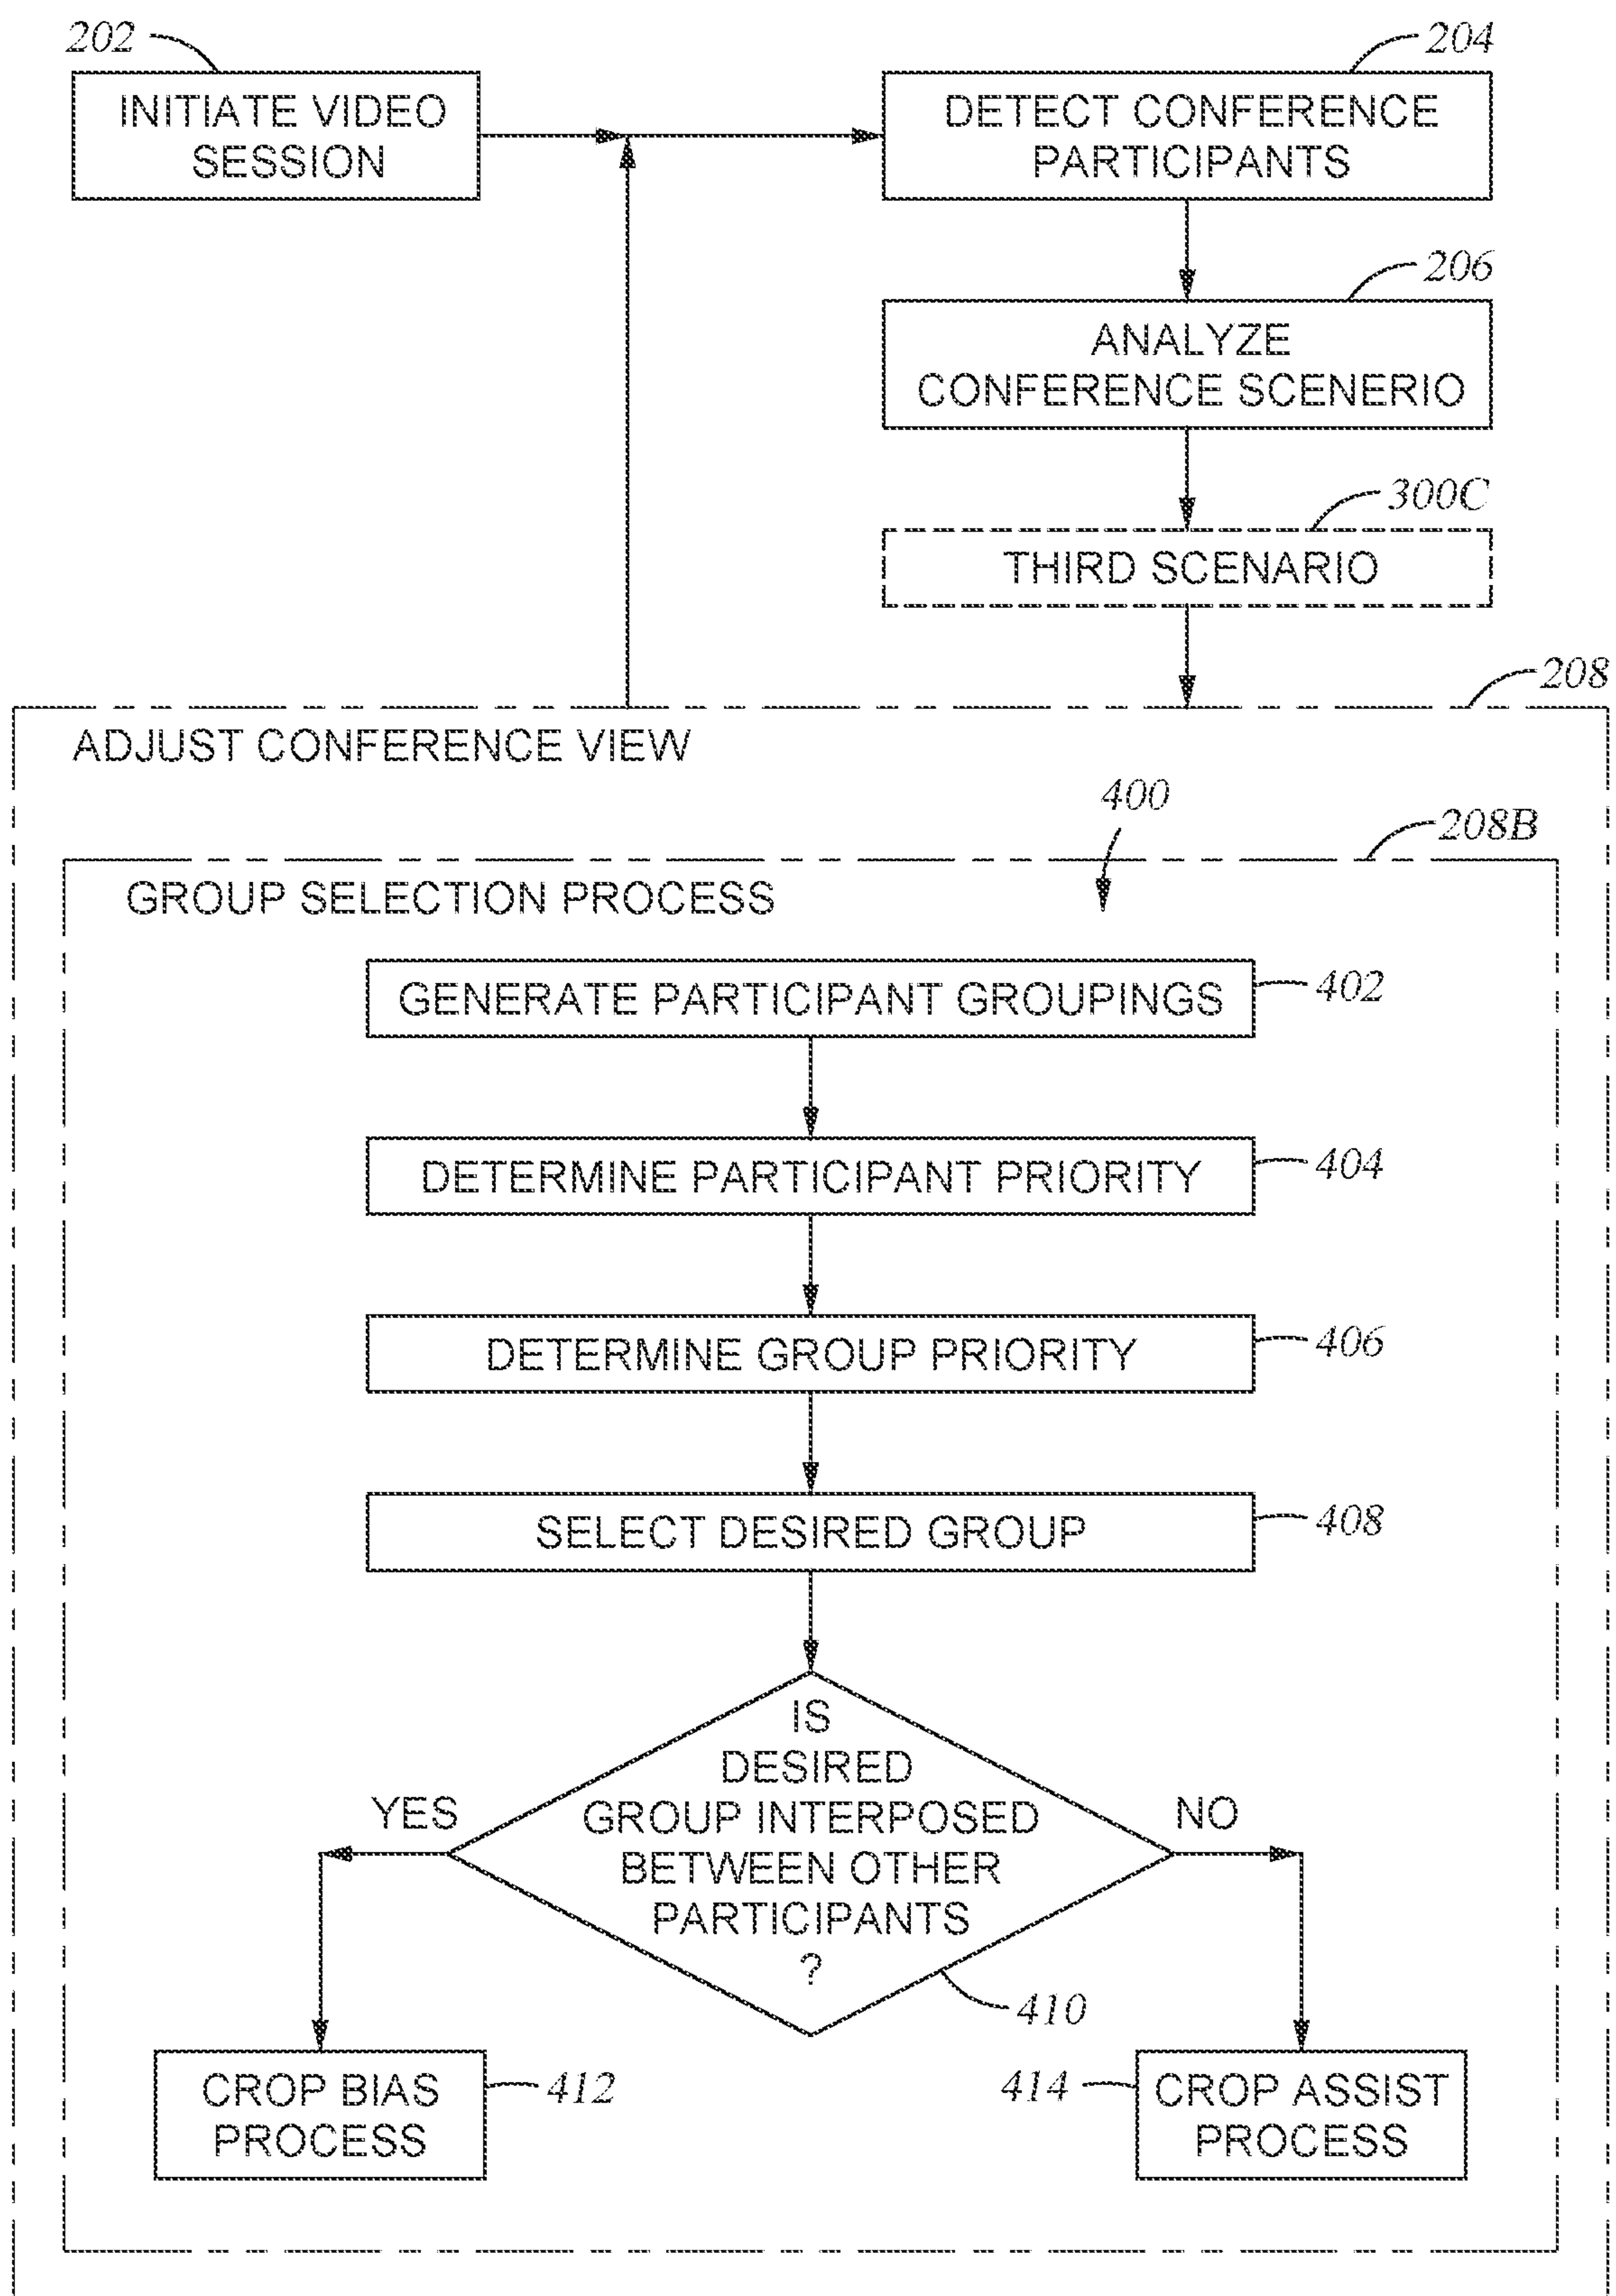 202
INITIATE VIDEO
SESSION
204
DETECT CONFERENCE
PARTICIPANTS
206
ANALYZE
CONFERENCE SCENERIO
300C
THIRD SCENARIO
208
ADJUST CONFERENCE VIEW
400
208B
GROUP SELECTION PROCESS
GENERATE PARTICIPANT GROUPINGS
402
DETERMINE PARTICIPANT PRIORITY
404
DETERMINE GROUP PRIORITY
406
SELECT DESIRED GROUP
408
IS
DESIRED
GROUP INTERPOSED
BETWEEN OTHER
PARTICIPANTS
?
YES
NO
410
CROP BIAS
PROCESS
412
414
CROP ASSIST
PROCESS